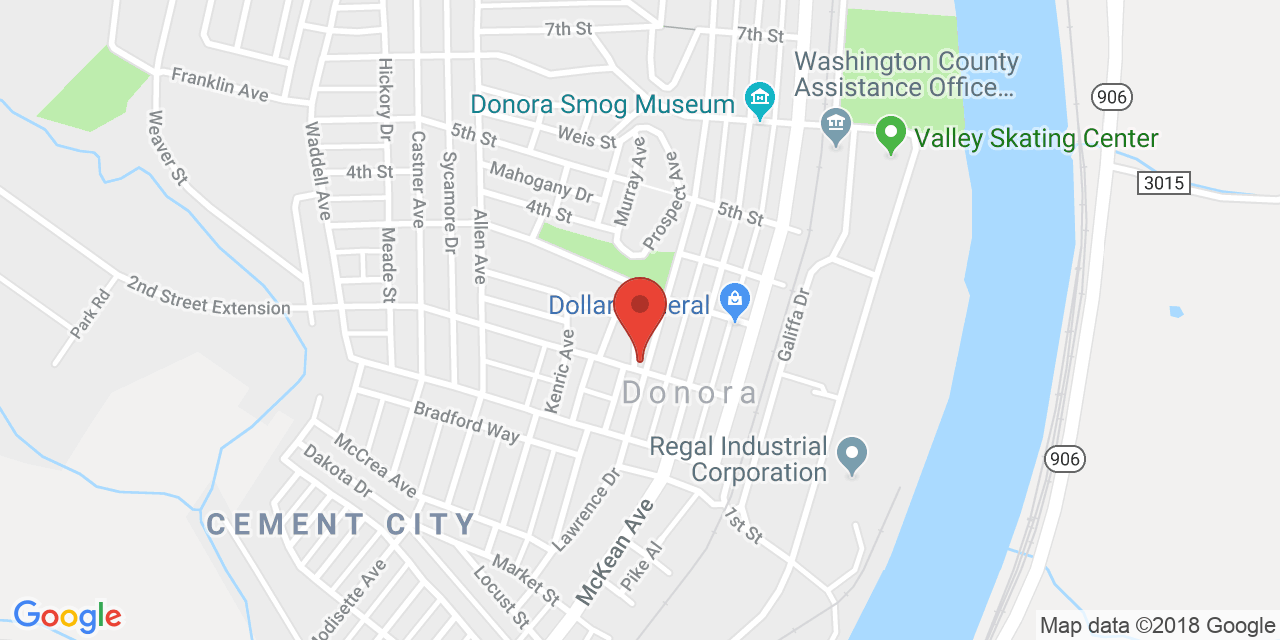 7th St
7th St
Franklin Ave
Hickory Dr
Washington County
Assistance Office...
906
Donora Smog Museum
Valley Skating Center
Weaver St
Waddell Ave
Castner Ave
5th St
Weis St
Murray Ave
Prospect Ave
Sycamore Dr
4th St
Mahogany Dr
3015
4th St
5th St
Allen Ave
Meade St
2nd Street Extension
Park Rd
Galiffa Dr
Kenric Ave
Donora
Bradford Way
McCrea Ave
Dakota Dr
Regal Industrial
Corporation
906
Lawrence Dr
CEMENT CITY
McKean Ave
1st St
Pike Al
Market St
Locust St
Modisette Ave
Google
Map data ©2018 Google